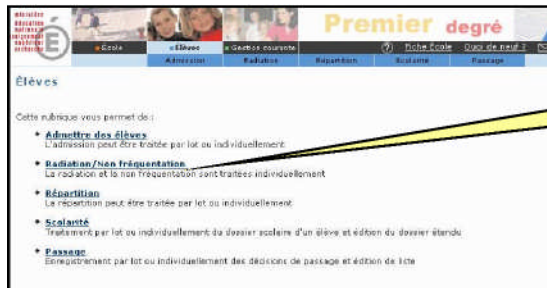 Premier degré
École
Élèves
Gestion courante
Fiche École
Quoi de neuf ?
Admission
Radiation
Répartition
Scolarité
Passage
Élèves
Cette rubrique vous permet de :
Admettre des élèves
L'admission peut être traitée par lot ou individuellement
Radiation/Non fréquentation
La radiation et la non fréquentation sont traitées individuellement
Répartition
La répartition peut être traitée par lot ou individuellement
Scolarité
Traitement par lot ou individuellement du dossier scolaire d'un élève et édition du dossier étendu
Passage
Enregistrement par lot ou individuellement des décisions de passage et édition de liste